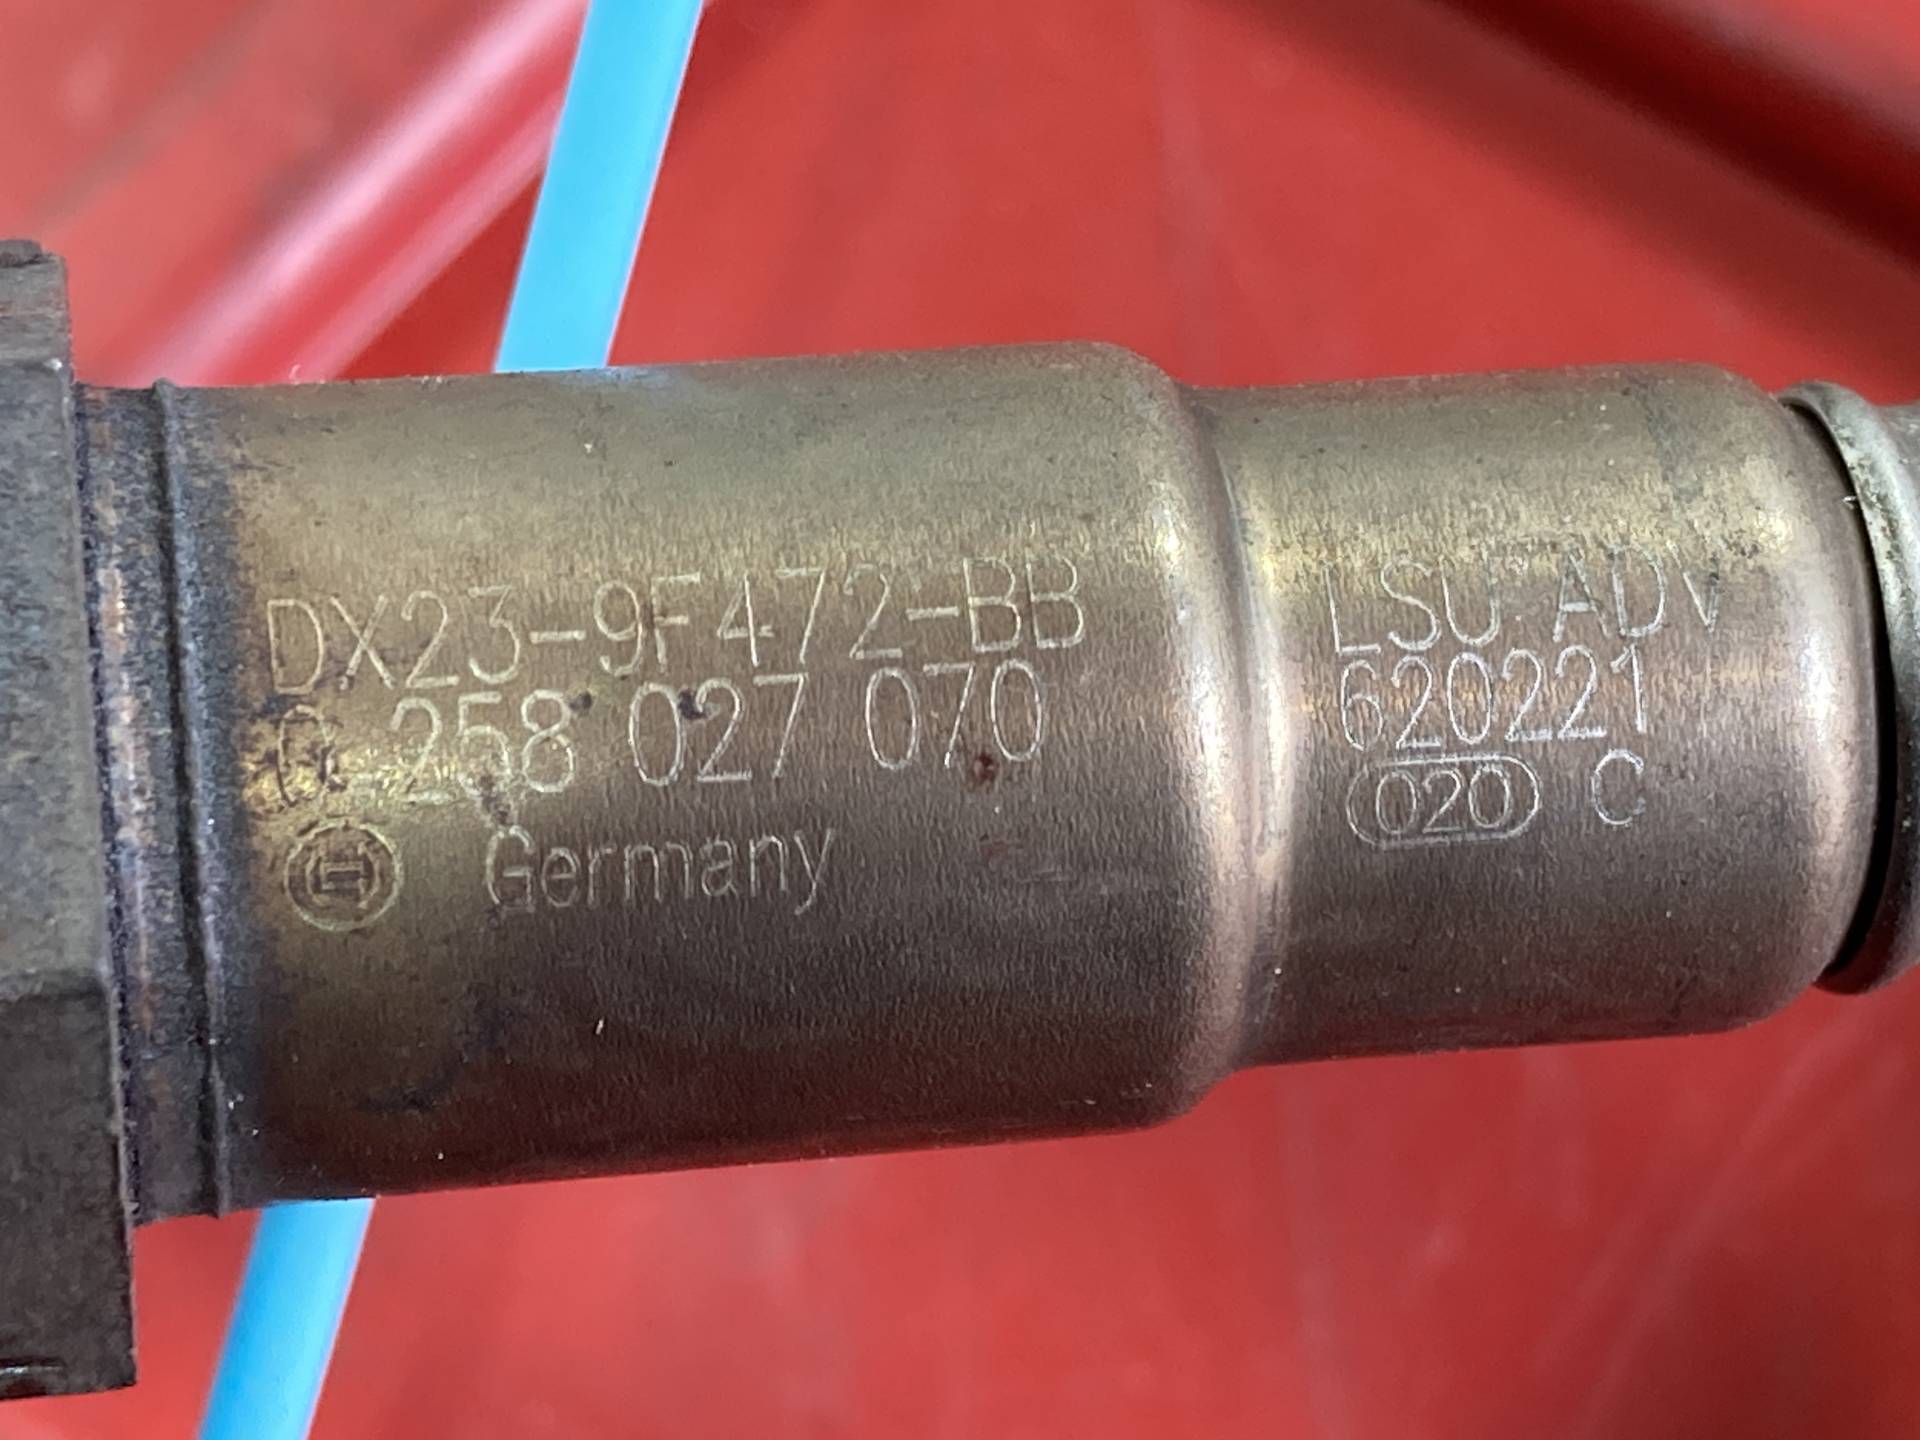 DX23-9F472-BB
0 258 027 070
Germany
LSU ADV
620221
020 C